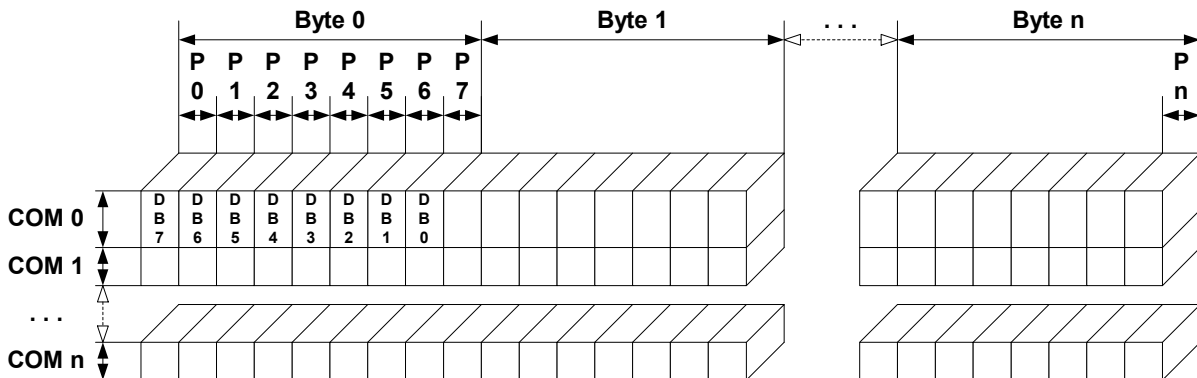 Byte 0 Byte 1 . . . Byte n
P P P P P P P P P
0 1 2 3 4 5 6 7 n
COM 0 D D D D D D D D
B B B B B B B B
7 6 5 4 3 2 1 0
COM 1
. . .
COM n